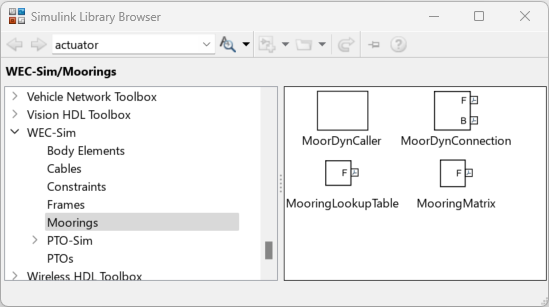 Simulink Library Browser
actuator
WEC-Sim/Moorings
Vehicle Network Toolbox
Vision HDL Toolbox
WEC-Sim
Body Elements
Cables
Constraints
Frames
Moorings
PTO-Sim
PTOs
Wireless HDL Toolbox
F
B
MoorDynCaller
MoorDynConnection
F
F
MooringLookupTable
MooringMatrix